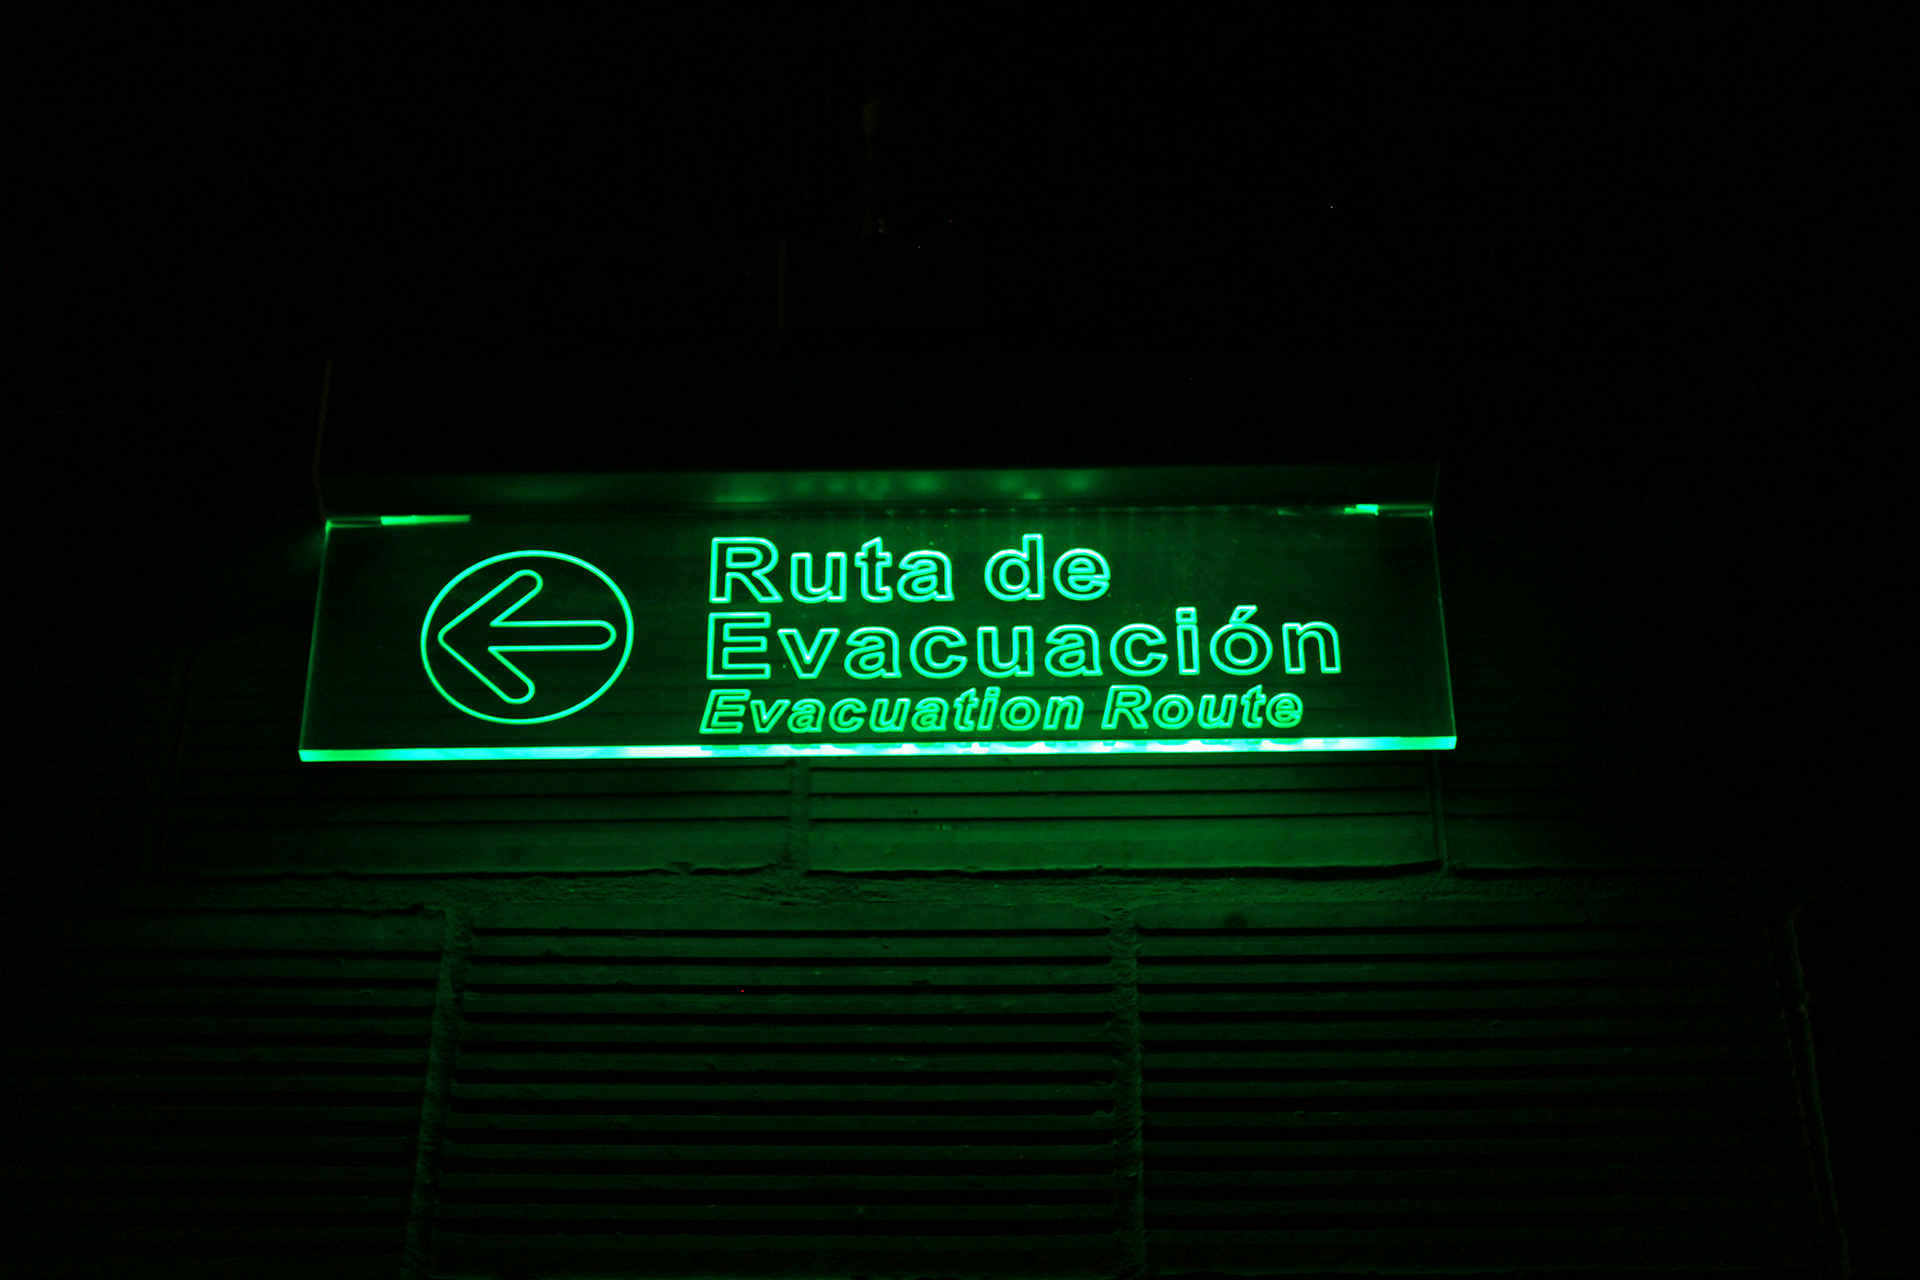 Ruta de
Evacuación
Evacuation Route